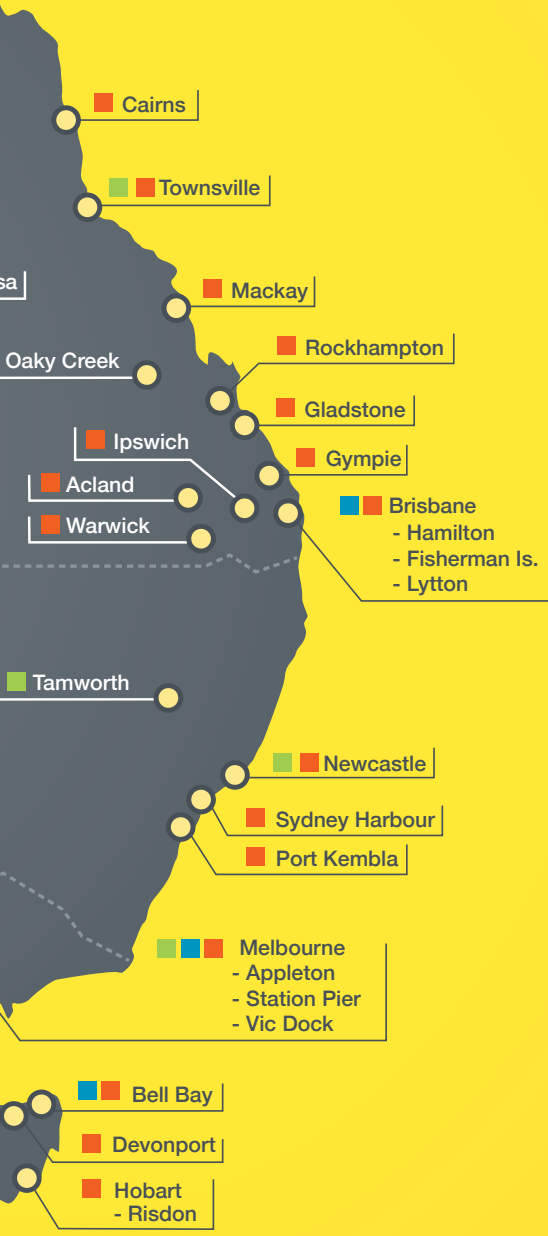 Cairns
Townsville
sa
Mackay
Rockhampton
Oaky Creek
Gladstone
Ipswich
Gympie
Acland
Brisbane
- Hamilton
- Fisherman Is.
- Lytton
Warwick
Tamworth
Newcastle
Sydney Harbour
Port Kembla
Melbourne
- Appleton
- Station Pier
- Vic Dock
Bell Bay
Devonport
Hobart
- Risdon